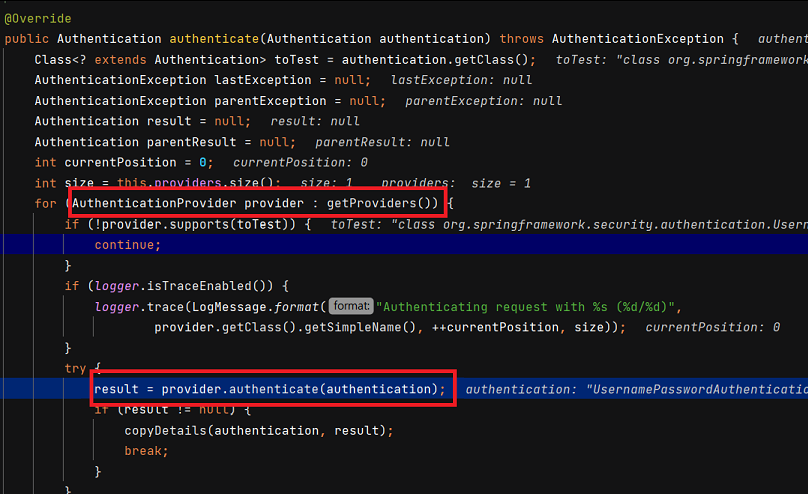 @Override
public Authentication authenticate(Authentication authentication) throws AuthenticationException {  authent
Class<? extends Authentication> toTest = authentication.getClass();  toTest: "class org.springframework
AuthenticationException lastException = null;  lastException: null
AuthenticationException parentException = null;  parentException: null
Authentication result = null;  result: null
Authentication parentResult = null;  parentResult: null
int currentPosition = 0;  currentPosition: 0
int size = this.providers.size();  size: 1  providers:  size = 1
for (AuthenticationProvider provider : getProviders()) {
if (!provider.supports(toTest)) {  toTest: "class org.springframework.security.authentication.User
continue;
}
if (logger.isTraceEnabled()) {
logger.trace(LogMessage.format( format: "Authenticating request with %s (%d/%d)",
provider.getClass().getSimpleName(), ++currentPosition, size));  currentPosition: 0
}
try {
result = provider.authenticate(authentication);  authentication: "UsernamePasswordAuthenticatio
if (result != null) {
copyDetails(authentication, result);
break;
}
}